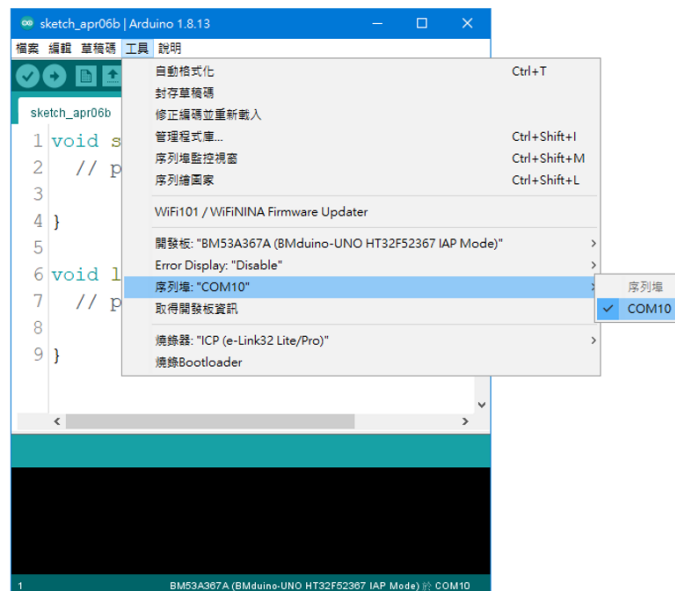 sketch_apr06b | Arduino 1.8.13
檔案 編輯 草稿碼 工具 說明
自動格式化 Ctrl+T
封存草稿碼
修正編碼並重新載入
管理程式庫... Ctrl+Shift+I
序列埠監控視窗 Ctrl+Shift+M
序列繪圖家 Ctrl+Shift+L
WiFi101 / WiFiNINA Firmware Updater
開發板: "BM53A367A (BMduino-UNO HT32F52367 IAP Mode)"
Error Display: "Disable"
序列埠: "COM10"
取得開發板資訊
燒錄器: "ICP (e-Link32 Lite/Pro)"
燒錄Bootloader
序列埠
COM10
sketch_apr06b
1 void s
2 // p
3
4 }
5
6 void l
7 // p
8
9 }
1 BM53A367A (BMduino-UNO HT32F52367 IAP Mode) 於 COM10